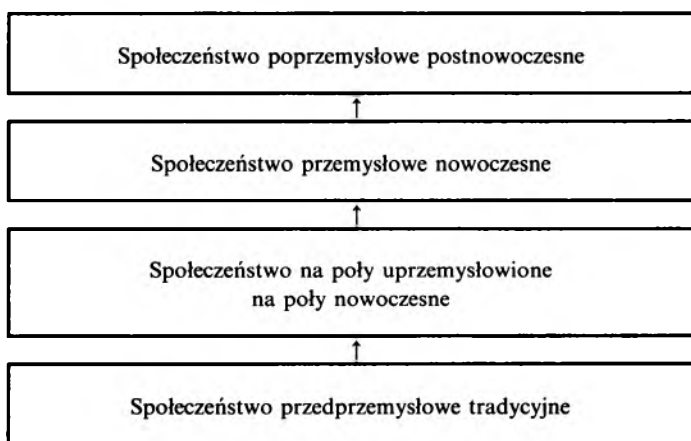 Społeczeństwo poprzemysłowe postnowoczesne
↑
Społeczeństwo przemysłowe nowoczesne
↑
Społeczeństwo na poły uprzemysłowione
na poły nowoczesne
↑
Społeczeństwo przedprzemysłowe tradycyjne